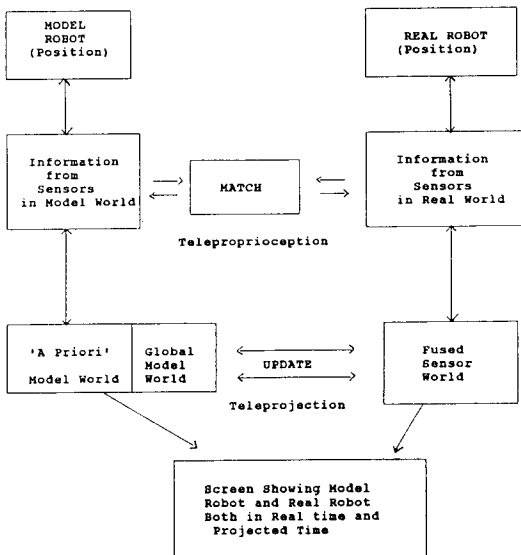 MODEL
ROBOT
(Position)
REAL ROBOT
(Position)
Information
from
Sensors
in Model World
MATCH
Information
from
Sensors
in Real World
Teleproprioception
'A Priori'
Model World
Global
Model
World
UPDATE
Teleprojection
Fused
Sensor
World
Screen Showing Model
Robot and Real Robot
Both in Real time and
Projected Time